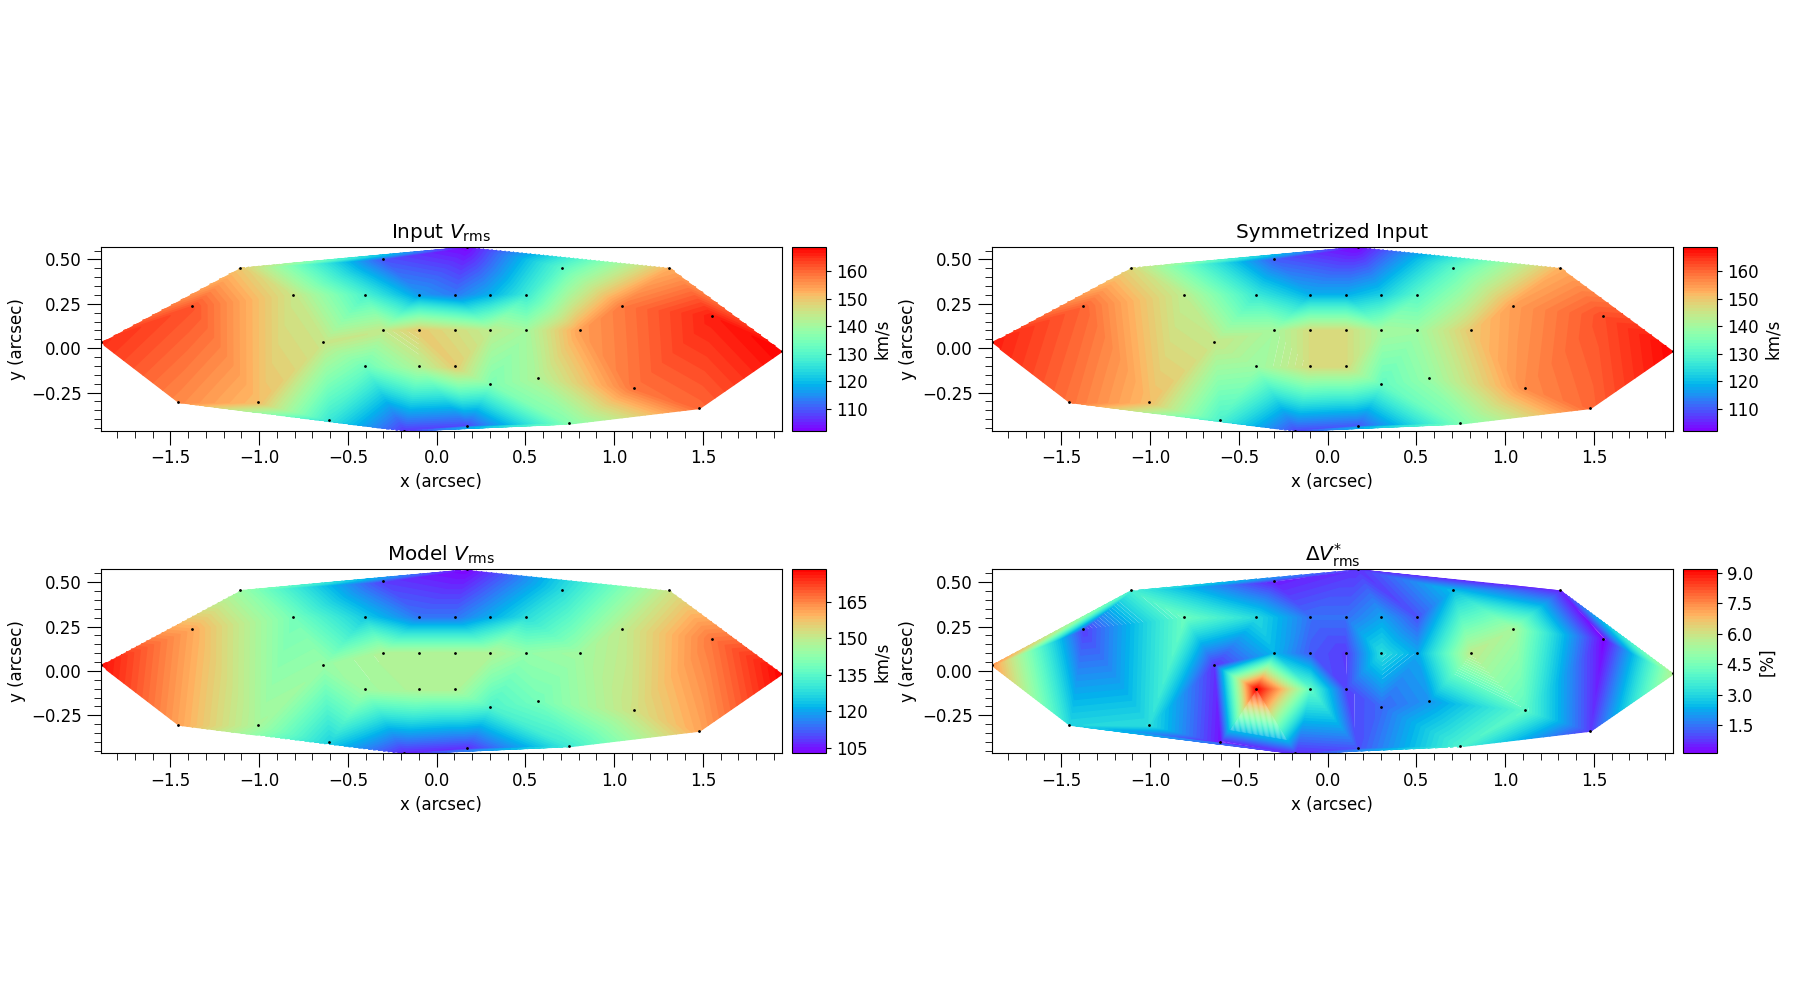 Input V_rms
Symmetrized Input
0.50
0.25
0.00
−0.25
y (arcsec)
−1.5 −1.0 −0.5 0.0 0.5 1.0 1.5
x (arcsec)
160
150
140
130
120
110
km/s
y (arcsec)
0.50
0.25
0.00
−0.25
−1.5 −1.0 −0.5 0.0 0.5 1.0 1.5
x (arcsec)
160
150
140
130
120
110
km/s
Model V_rms
ΔV*_rms
0.50
0.25
0.00
−0.25
y (arcsec)
−1.5 −1.0 −0.5 0.0 0.5 1.0 1.5
x (arcsec)
165
150
135
120
105
km/s
y (arcsec)
0.50
0.25
0.00
−0.25
−1.5 −1.0 −0.5 0.0 0.5 1.0 1.5
x (arcsec)
9.0
7.5
6.0
4.5
3.0
1.5
[%]